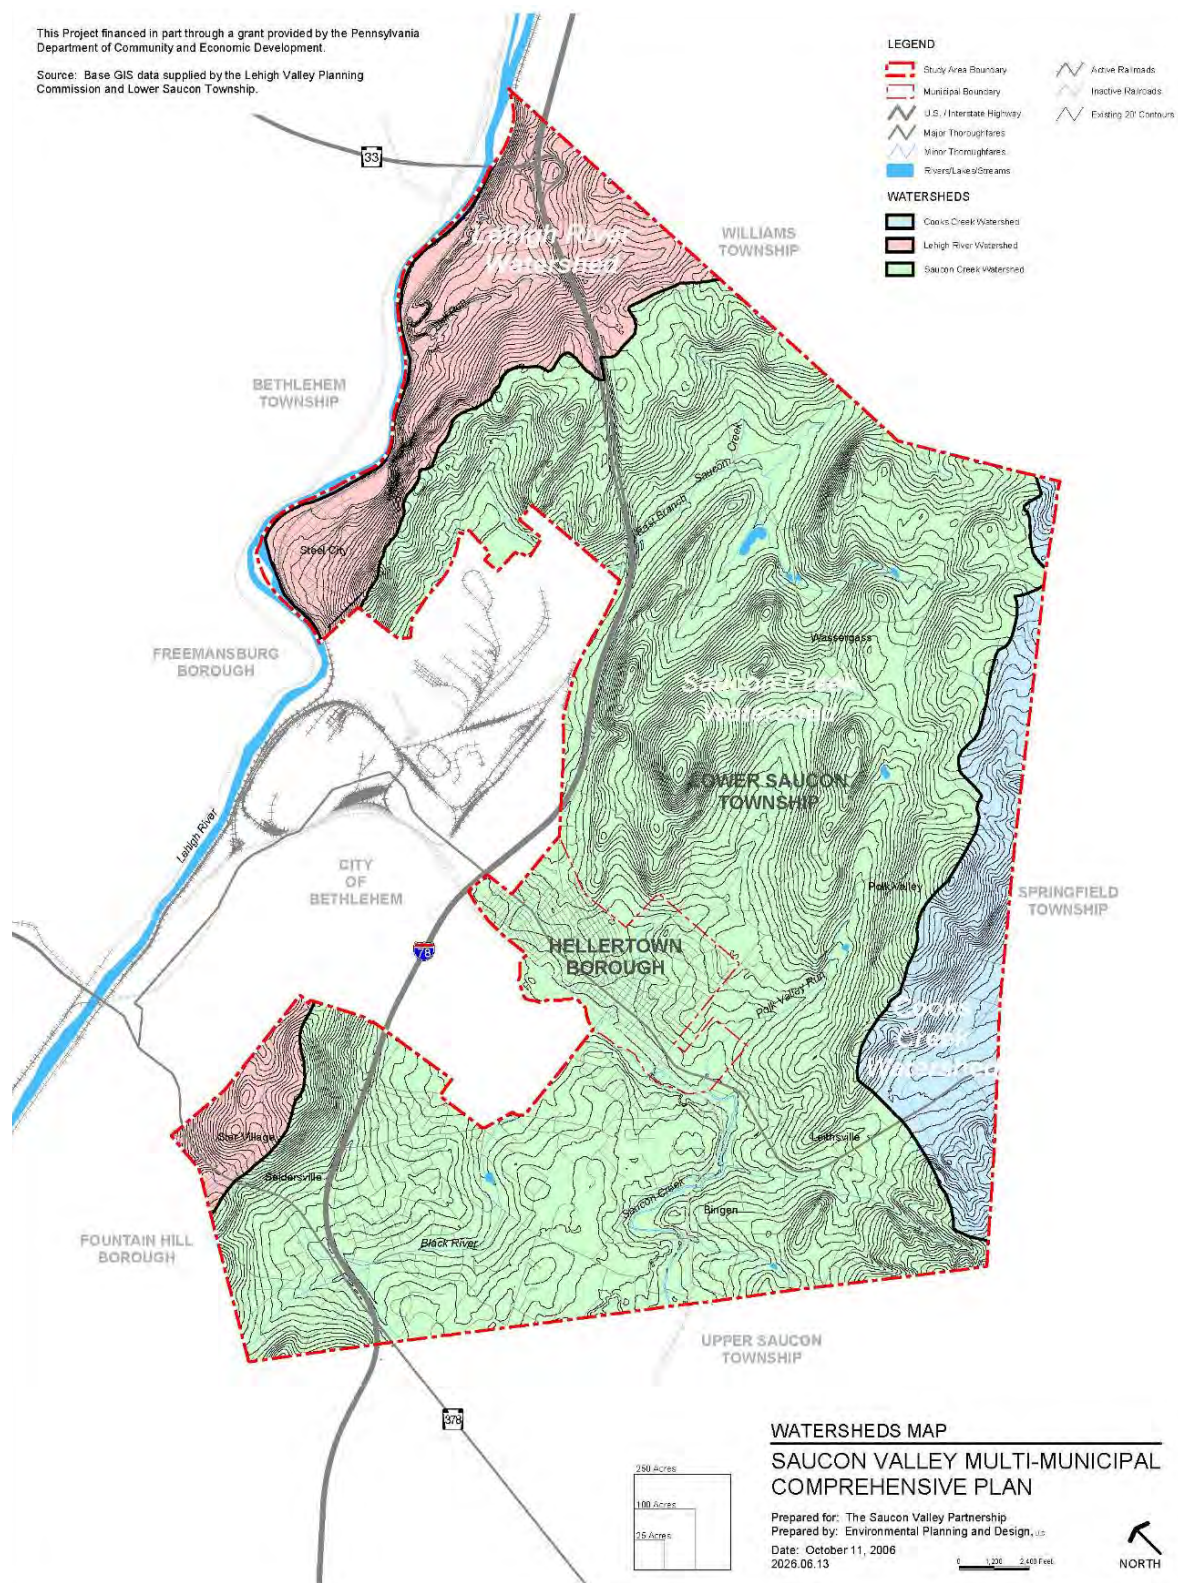 This Project financed in part through a grant provided by the Pennsylvania
Department of Community and Economic Development.
Source: Base GIS data supplied by the Lehigh Valley Planning
Commission and Lower Saucon Township.
LEGEND
Study Area Boundary
Municipal Boundary
U.S. / Interstate Highway
Major Thoroughfares
Minor Thoroughfares
Rivers/Lakes/Streams
Active Railroads
Inactive Railroads
Existing 20' Contours
WATERSHEDS
Cooks Creek Watershed
Lehigh River Watershed
Saucon Creek Watershed
33
WILLIAMS
TOWNSHIP
Lehigh River
Watershed
BETHLEHEM
TOWNSHIP
East Branch Saucon Creek
Steel City
Wassergass
FREEMANSBURG
BOROUGH
Saucon Creek
Watershed
LOWER SAUCON
TOWNSHIP
Lehigh River
CITY
OF
BETHLEHEM
Polk Valley
SPRINGFIELD
TOWNSHIP
78
HELLERTOWN
BOROUGH
Polk Valley Run
Cooks
Creek
Watershed
Star Village
Leithsville
Seidersville
Saucon Creek
Bingen
Black River
FOUNTAIN HILL
BOROUGH
UPPER SAUCON
TOWNSHIP
378
250 Acres
100 Acres
25 Acres
WATERSHEDS MAP
SAUCON VALLEY MULTI-MUNICIPAL
COMPREHENSIVE PLAN
Prepared for: The Saucon Valley Partnership
Prepared by: Environmental Planning and Design,
Date: October 11, 2006
2026.06.13
0 1,200 2,400 Feet
NORTH